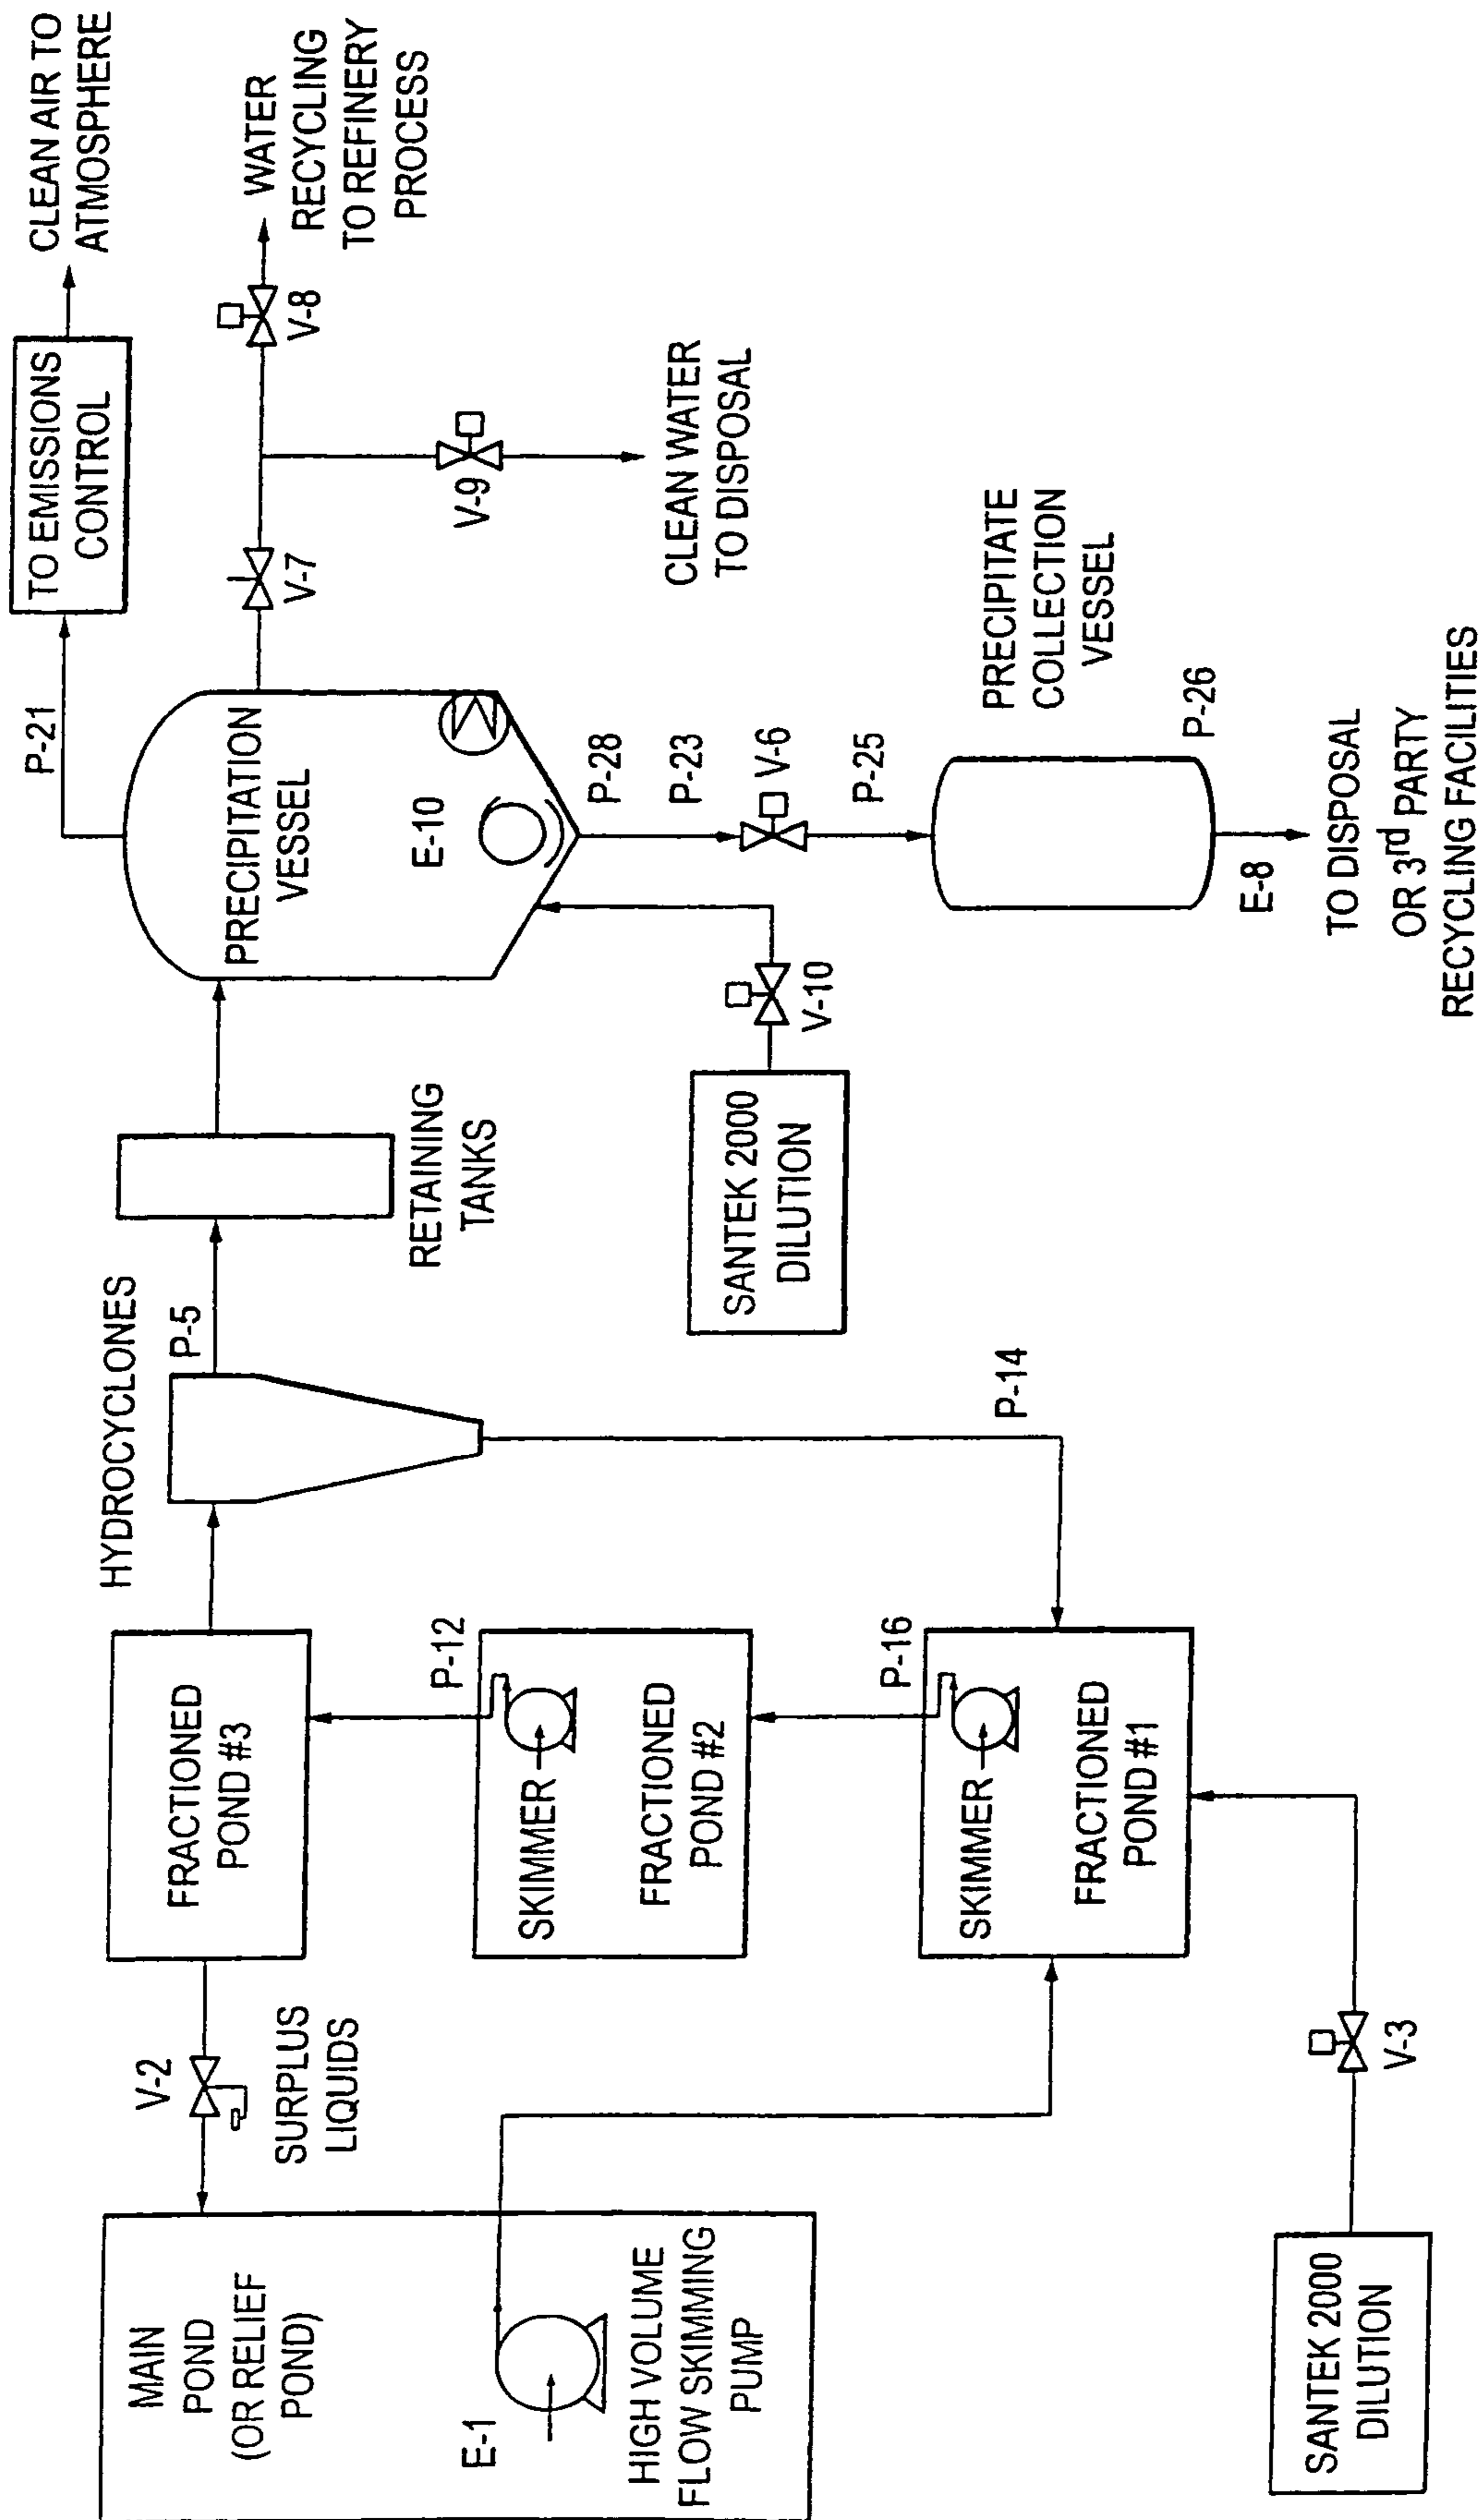 MAIN
POND
(OR RELIEF
POND)
E-1
HIGH VOLUME
FLOW SKIMMING
PUMP
V-2
SURPLUS
LIQUIDS
SANTEK 2000
DILUTION
V-3
FRACTIONED
POND #3
P-12
SKIMMER
FRACTIONED
POND #2
P-16
SKIMMER
FRACTIONED
POND #1
HYDROCYCLONES
P-5
P-14
RETAINING
TANKS
SANTEK 2000
DILUTION
V-10
PRECIPITATION
VESSEL
E-10
P-21
TO EMISSIONS
CONTROL
CLEAN AIR TO
ATMOSPHERE
V-7
V-8
WATER
RECYCLING
TO REFINERY
PROCESS
V-9
CLEAN WATER
TO DISPOSAL
P-28
P-23
V-6
P-25
PRECIPITATE
COLLECTION
VESSEL
P-26
E-8
TO DISPOSAL
OR 3rd PARTY
RECYCLING FACILITIES